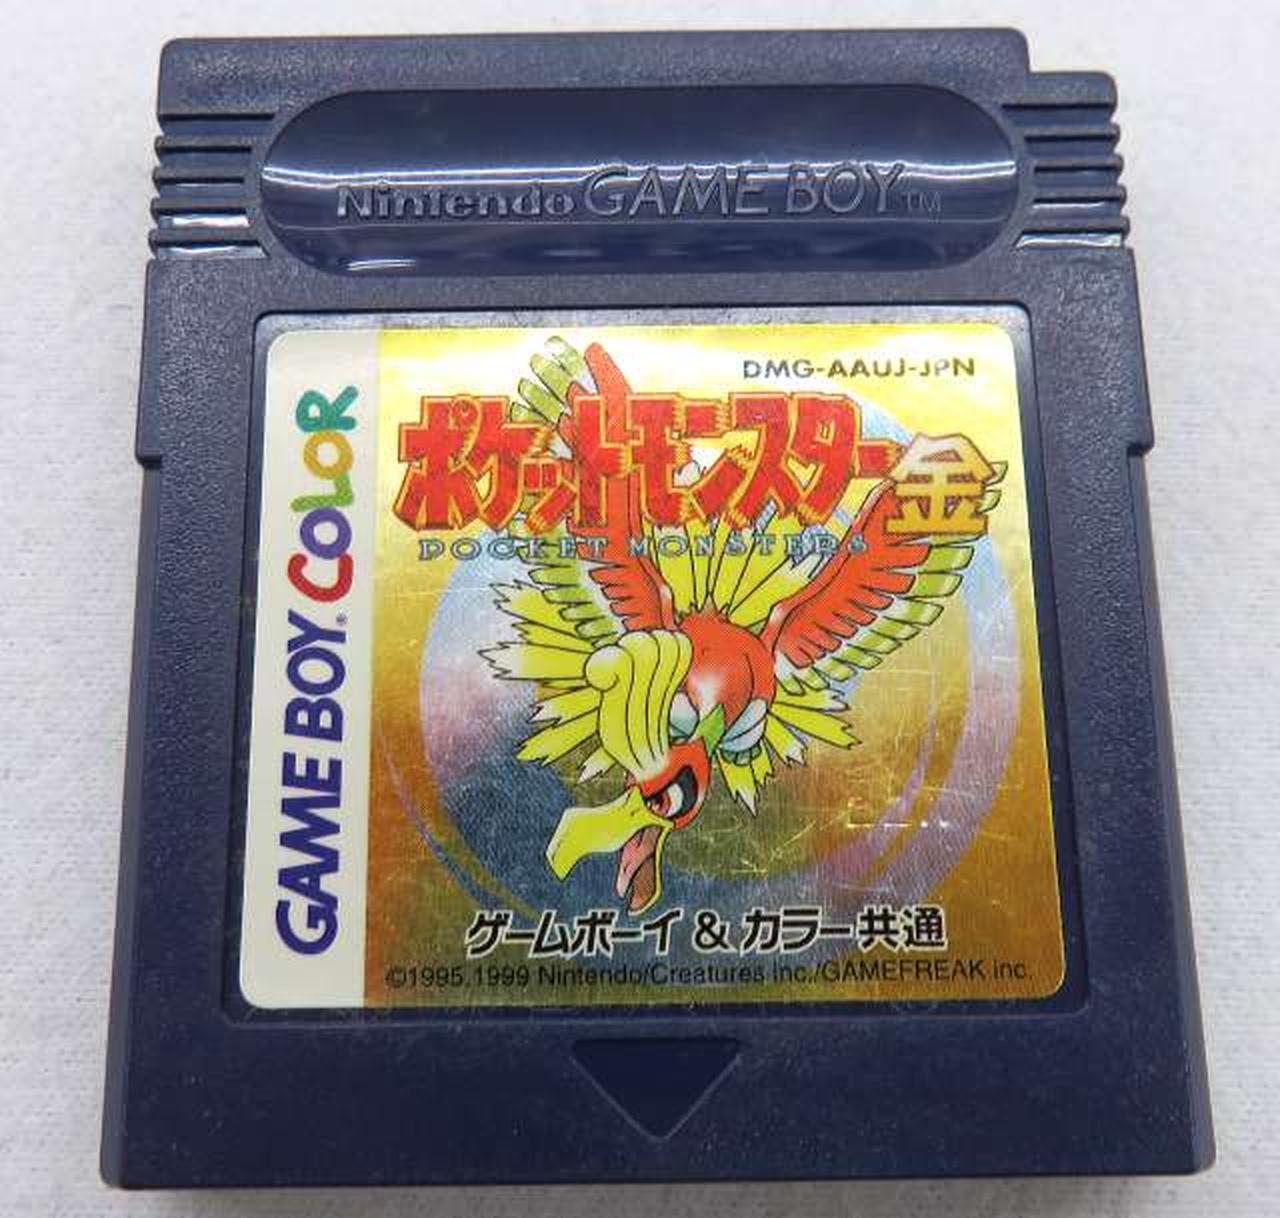 Nintendo GAME BOY™
GAME BOY® COLOR
DMG-AAUJ-JPN
ポケットモンスター金
POCKET MONSTERS
ゲームボーイ & カラー共通
©1995,1999 Nintendo/Creatures inc./GAMEFREAK inc.